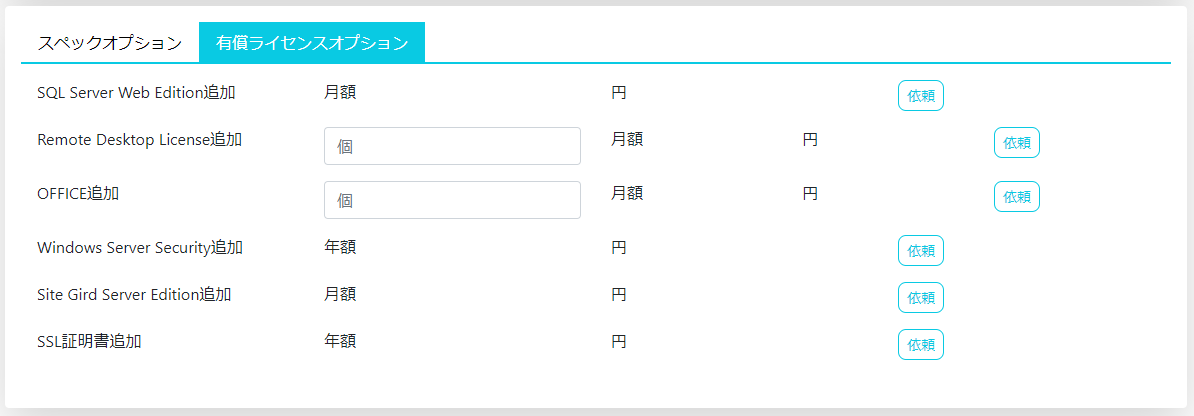 スペックオプション 有償ライセンスオプション
SQL Server Web Edition追加 月額 円 依頼
Remote Desktop License追加 個 月額 円 依頼
OFFICE追加 個 月額 円 依頼
Windows Server Security追加 年額 円 依頼
Site Gird Server Edition追加 月額 円 依頼
SSL証明書追加 年額 円 依頼